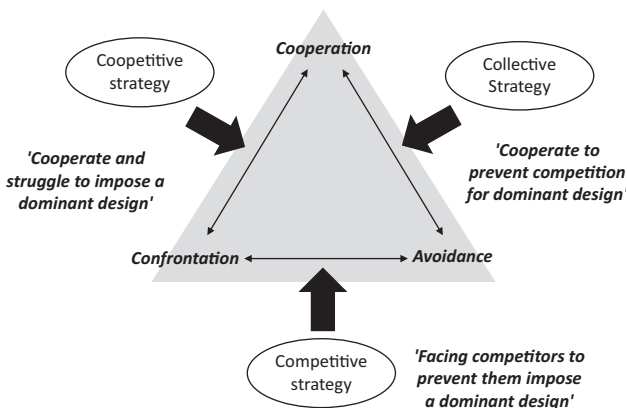 Cooperation
Coopetitive
strategy
Collective
Strategy
'Cooperate and
struggle to impose a
dominant design'
'Cooperate to
prevent competition
for dominant design'
Confrontation
Avoidance
Competitive
strategy
'Facing competitors to
prevent them impose
a dominant design'